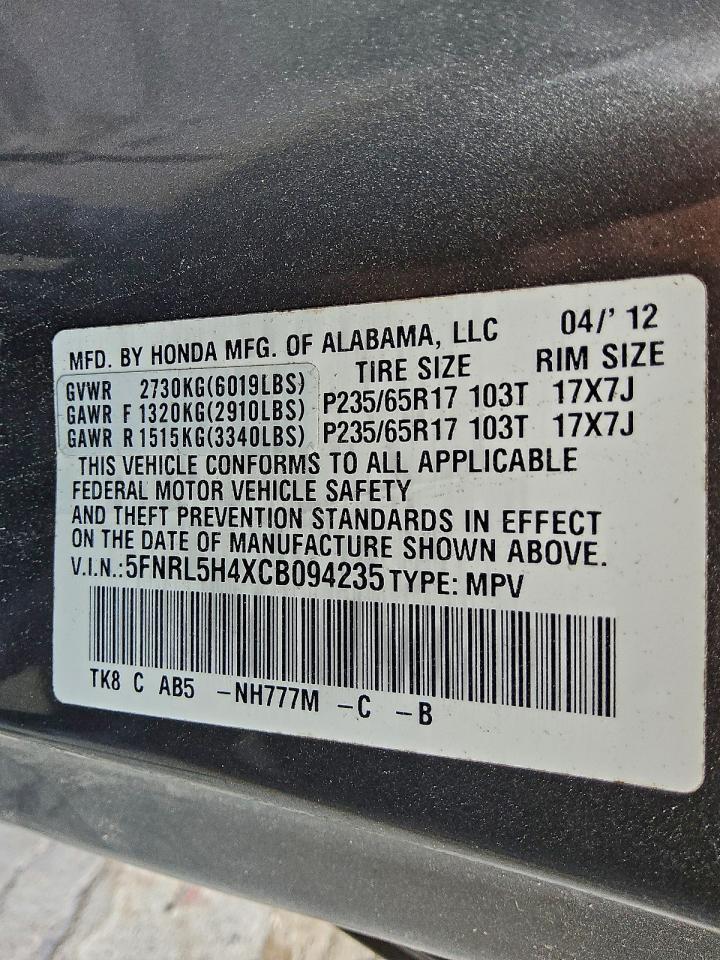 MFD. BY HONDA MFG. OF ALABAMA, LLC 04/' 12
TIRE SIZE RIM SIZE
GVWR 2730KG(6019LBS)
GAWR F 1320KG(2910LBS) P235/65R17 103T 17X7J
GAWR R 1515KG(3340LBS) P235/65R17 103T 17X7J
THIS VEHICLE CONFORMS TO ALL APPLICABLE
FEDERAL MOTOR VEHICLE SAFETY
AND THEFT PREVENTION STANDARDS IN EFFECT
ON THE DATE OF MANUFACTURE SHOWN ABOVE.
V.I.N.:5FNRL5H4XCB094235 TYPE: MPV
TK8 C AB5 -NH777M -C -B